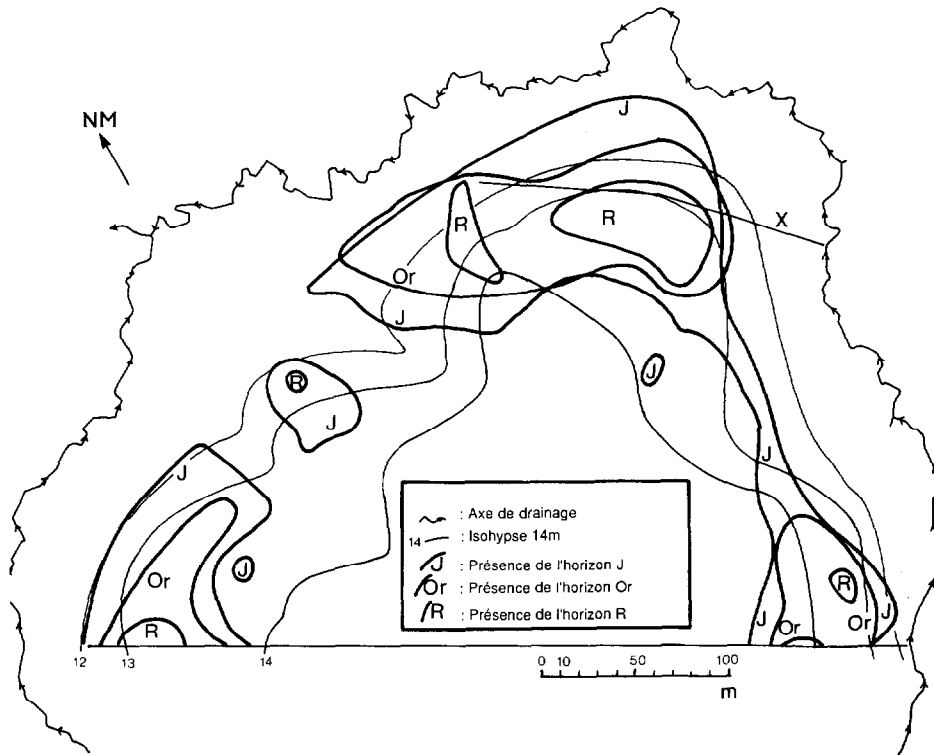 J
NM
R
R
X
Or
J
J
R
J
J
J
Or
J
R
R
J
J
Or
Or
: Axe de drainage
14 : Isohypse 14m
J : Présence de l'horizon J
Or : Présence de l'horizon Or
R : Présence de l'horizon R
12
13
14
0 10 100
m